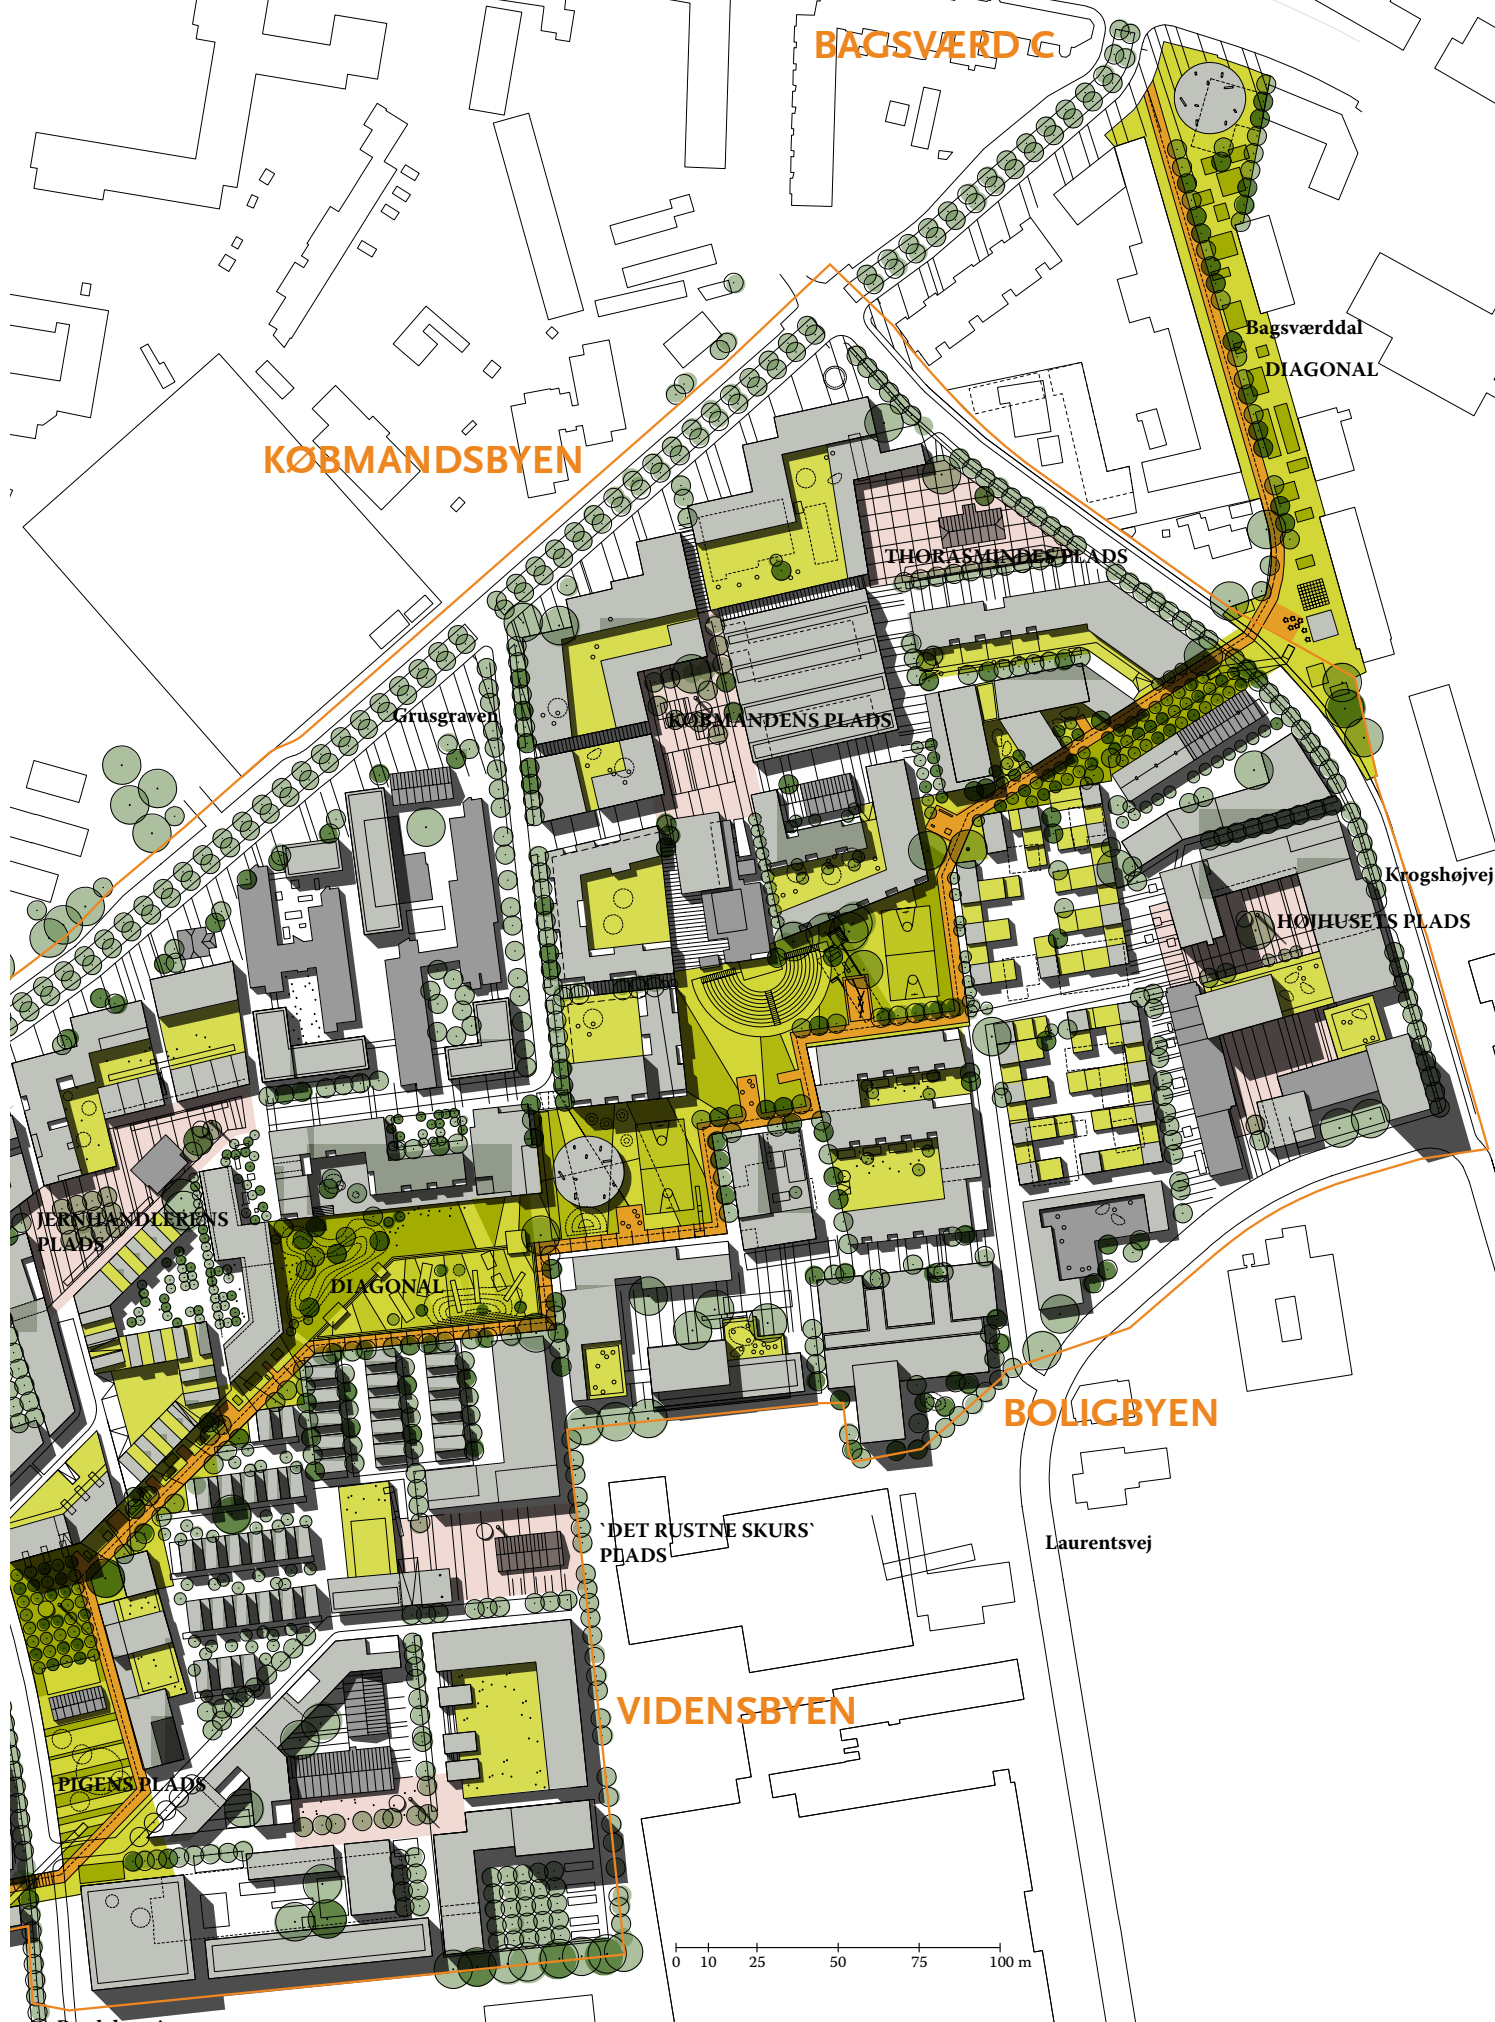 BAGSVÆRD C
Bagsværddal
DIAGONAL
KØBMANDSBYEN
THORASMINDES PLADS
Grusgraven
KØBMANDENS PLADS
Krogshøjvej
HØJHUSETS PLADS
JERNHANDLERENS
PLADS
DIAGONAL
BOLIGBYEN
`DET RUSTNE SKURS`
PLADS
Laurentsvej
VIDENSBYEN
PIGENS PLADS
0 10 25 50 75 100 m